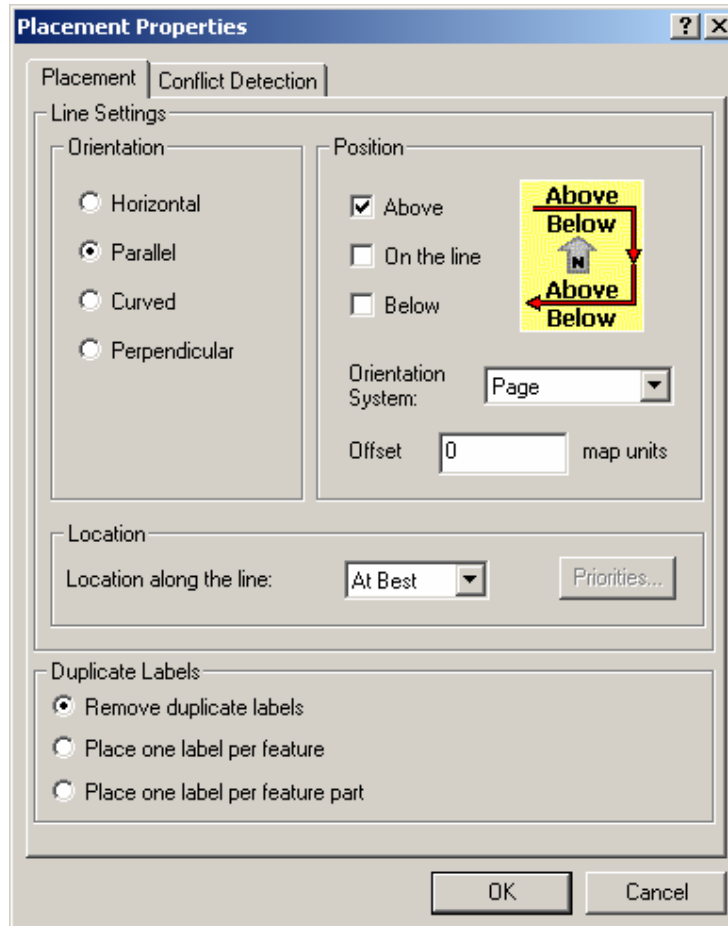 Placement Properties
? X
Placement
Conflict Detection
Line Settings
Orientation
Horizontal
Parallel
Curved
Perpendicular
Position
Above
On the line
Below
Above
Below
N
Above
Below
Orientation
System:
Page
Offset
0
map units
Location
Location along the line:
At Best
Priorities...
Duplicate Labels
Remove duplicate labels
Place one label per feature
Place one label per feature part
OK
Cancel